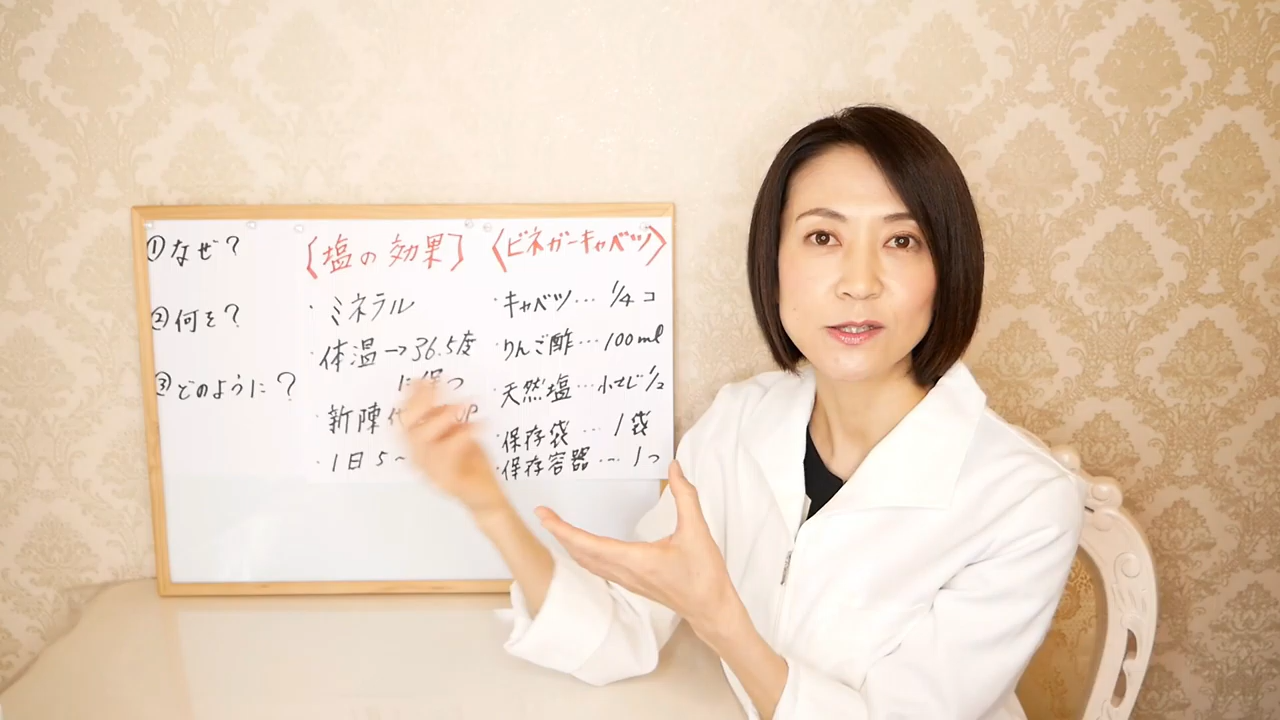 ①なぜ?
②何を?
③どのように?
〔塩の効果〕
・ミネラル
・体温→36.5度
に保つ
・新陳代 UP
・1日5~
〈ビネガーキャベツ〉
・キャベツ…1/4コ
・りんご酢…100ml
・天然塩…小さじ1/2
・保存袋…1袋
・保存容器…1つ